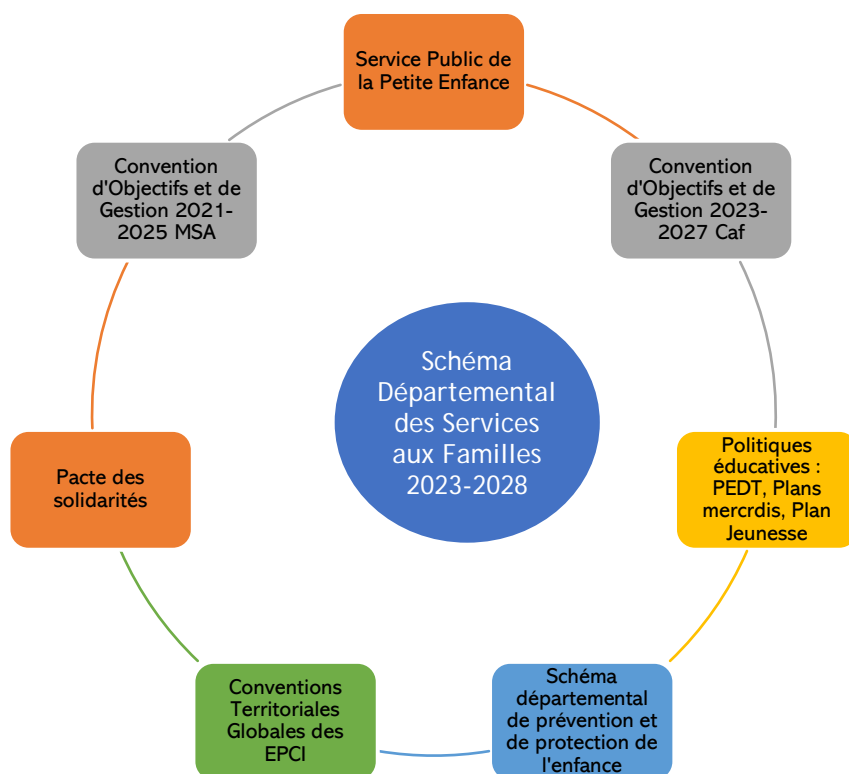 Service Public de
la Petite Enfance
Convention
d'Objectifs et de
Gestion 2021-
2025 MSA
Convention
d'Objectifs et de
Gestion 2023-
2027 Caf
Schéma
Départemental
des Services
aux Familles
2023-2028
Pacte des
solidarités
Politiques
éducatives :
PEDT, Plans
mercrdis, Plan
Jeunesse
Conventions
Territoriales
Globales des
EPCI
Schéma
départemental
de prévention et
de protection de
l'enfance